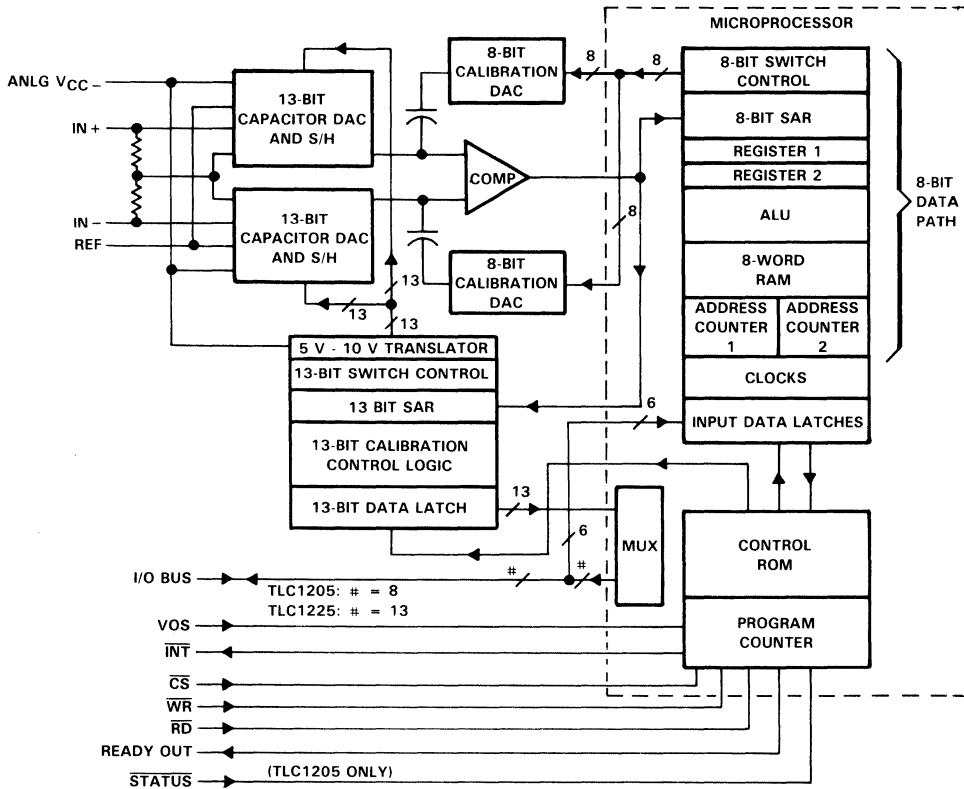 MICROPROCESSOR
ANLG VCC –
IN +
IN –
REF
13-BIT
CAPACITOR DAC
AND S/H
13-BIT
CAPACITOR DAC
AND S/H
8-BIT
CALIBRATION
DAC
8-BIT
CALIBRATION
DAC
COMP
8
8
8
8-BIT SWITCH
CONTROL
8-BIT SAR
REGISTER 1
REGISTER 2
ALU
8-WORD
RAM
ADDRESS
COUNTER
1
ADDRESS
COUNTER
2
CLOCKS
INPUT DATA LATCHES
8-BIT
DATA
PATH
13
13
13
5 V - 10 V TRANSLATOR
13-BIT SWITCH CONTROL
13 BIT SAR
13-BIT CALIBRATION
CONTROL LOGIC
13-BIT DATA LATCH
13
6
6
MUX
CONTROL
ROM
PROGRAM
COUNTER
I/O BUS
#
#
TLC1205: # = 8
TLC1225: # = 13
VOS
INT
CS
WR
RD
READY OUT
STATUS
(TLC1205 ONLY)